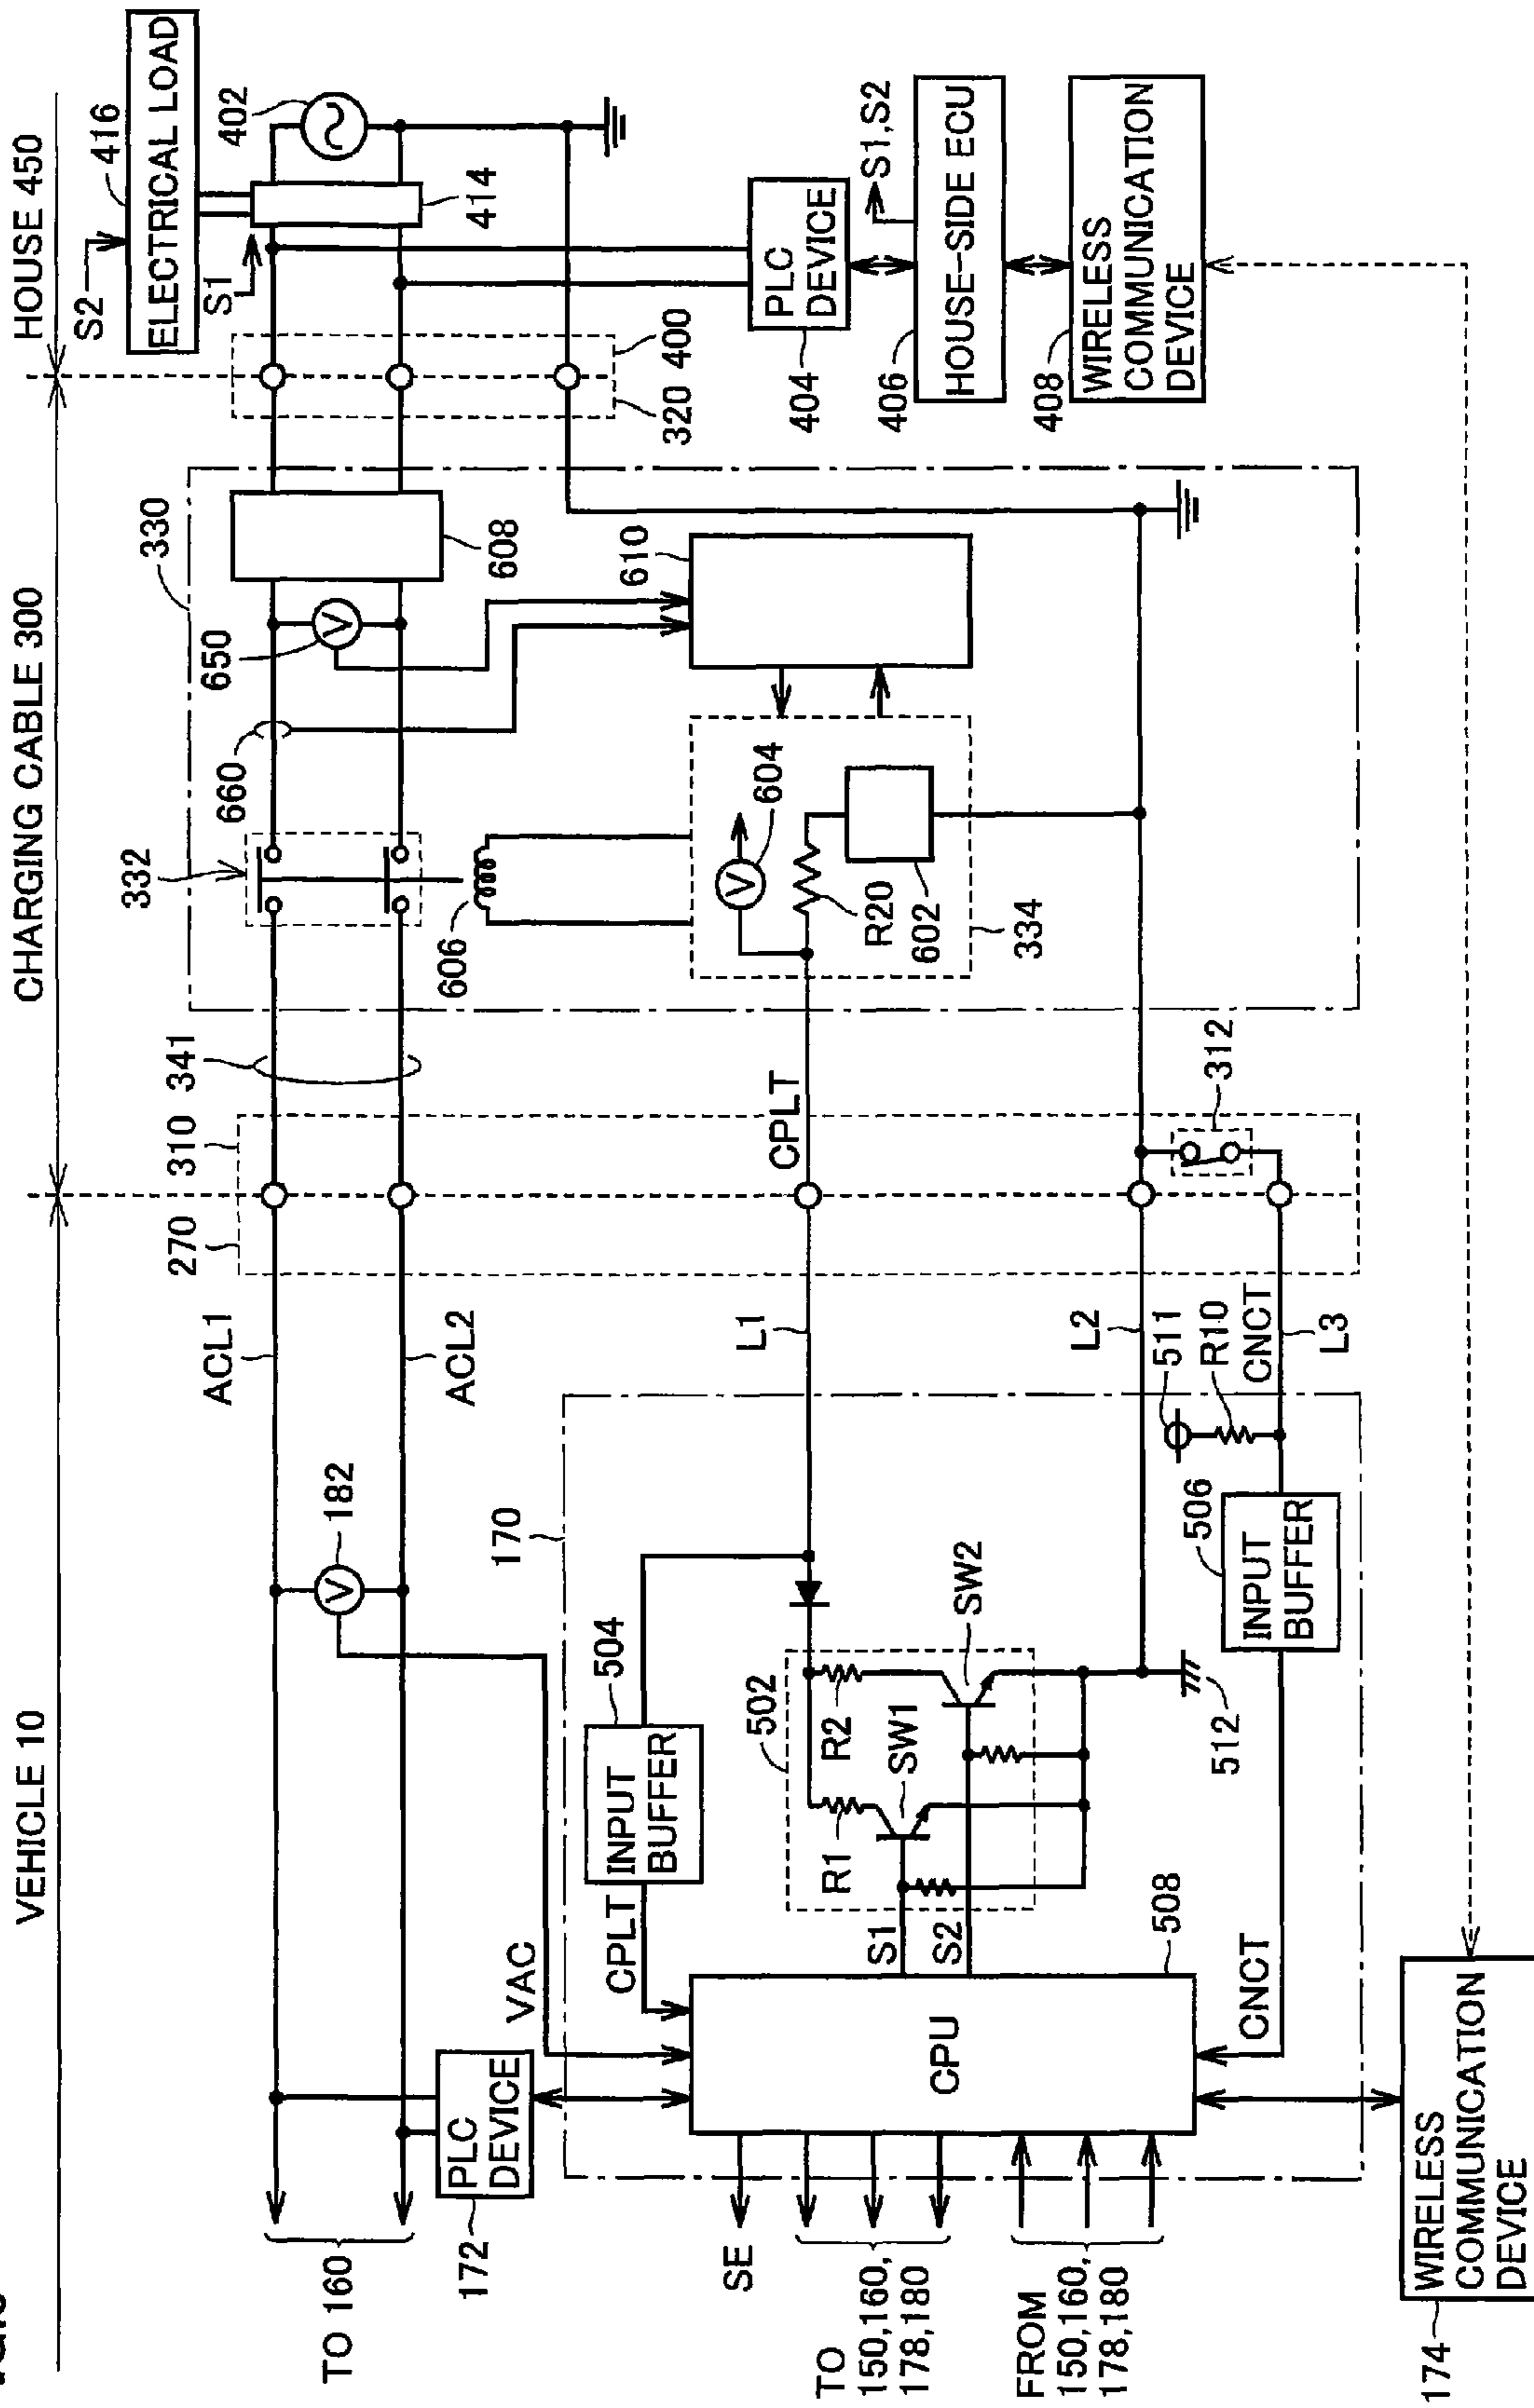 VEHICLE 10
CHARGING CABLE 300
HOUSE 450
S2
416
ELECTRICAL LOAD
S1
402
414
TO 160
ACL1
ACL2
182
270
310
341
332
660
650
330
608
320
400
606
610
604
R20
602
334
PLC
DEVICE
404
S1,S2
HOUSE-SIDE ECU
406
WIRELESS
COMMUNICATION
DEVICE
408
PLC
DEVICE
172
VAC
170
CPLT
INPUT
BUFFER
504
L1
CPLT
502
R1
R2
SW1
SW2
S1
S2
CPU
508
512
L2
511
R10
CNCT
L3
312
506
INPUT
BUFFER
CNCT
SE
TO
150,160,
178,180
FROM
150,160,
178,180
174
WIRELESS
COMMUNICATION
DEVICE